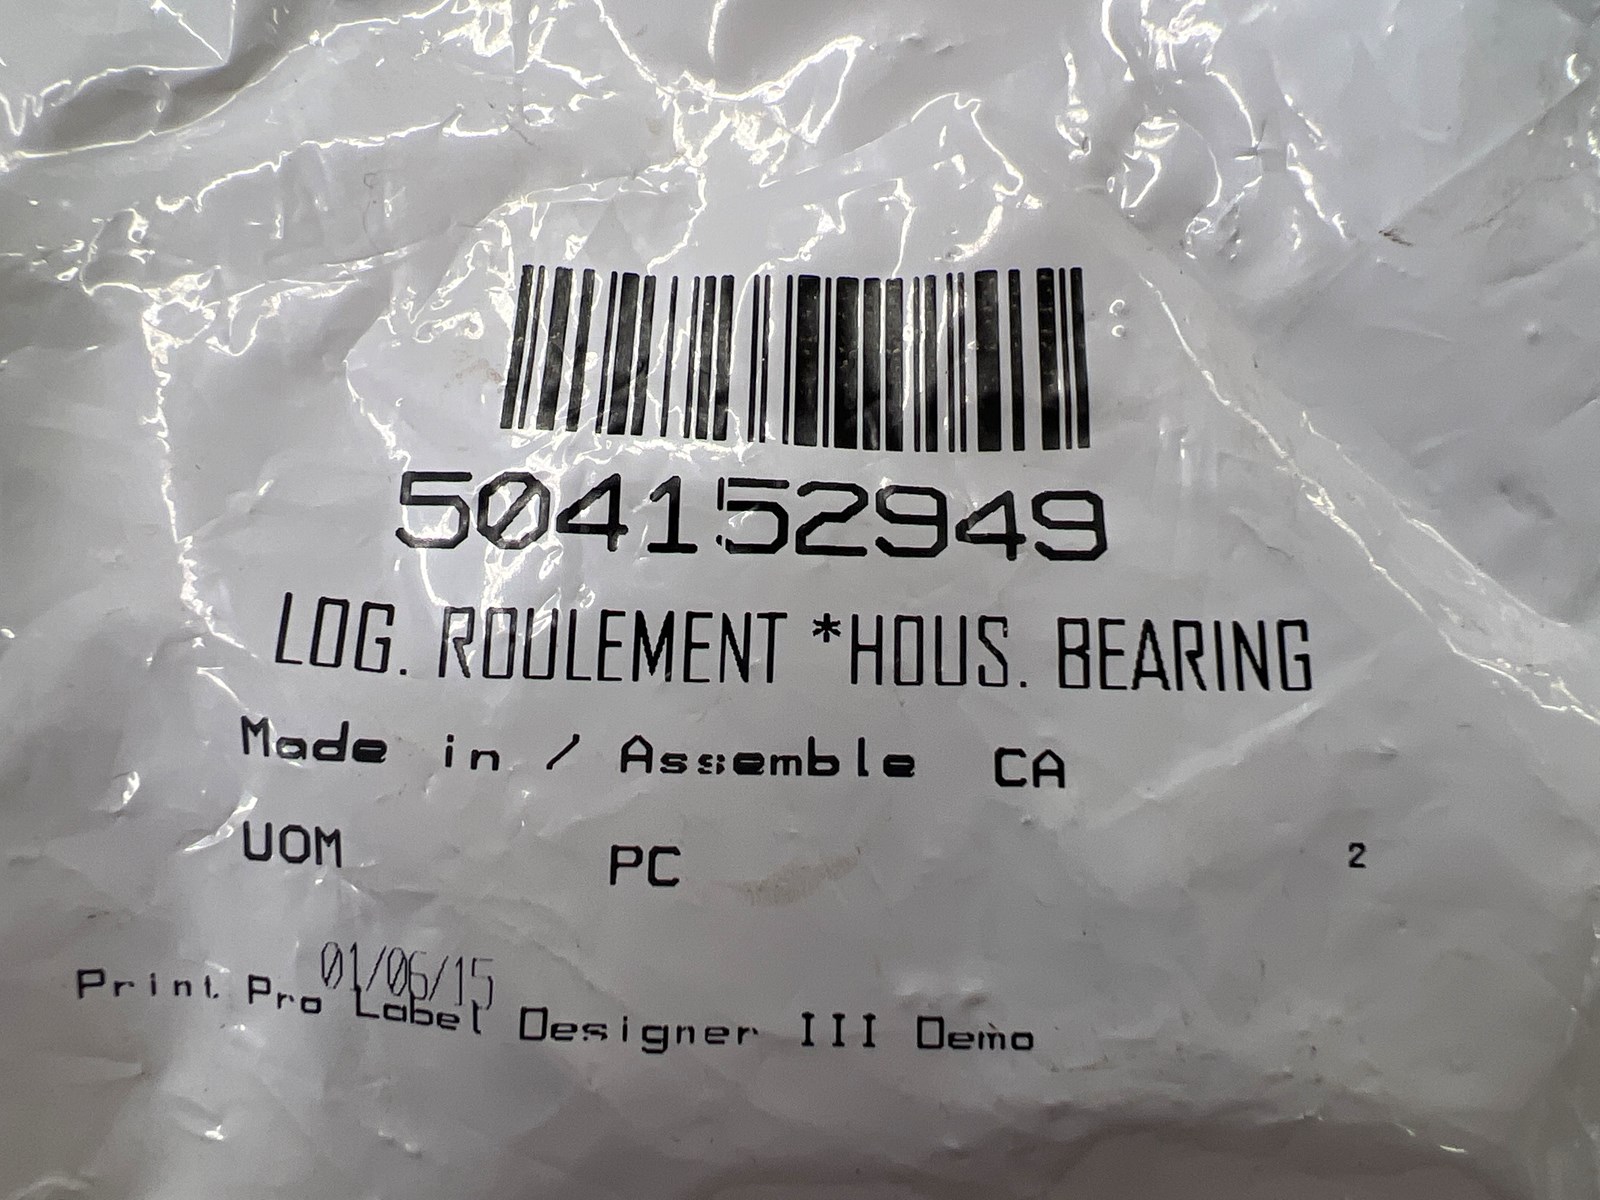 504152949
LOG. ROULEMENT *HOUS. BEARING
Made in / Assemble CA
UOM PC 2
01/06/15
Print Pro Label Designer III Demo